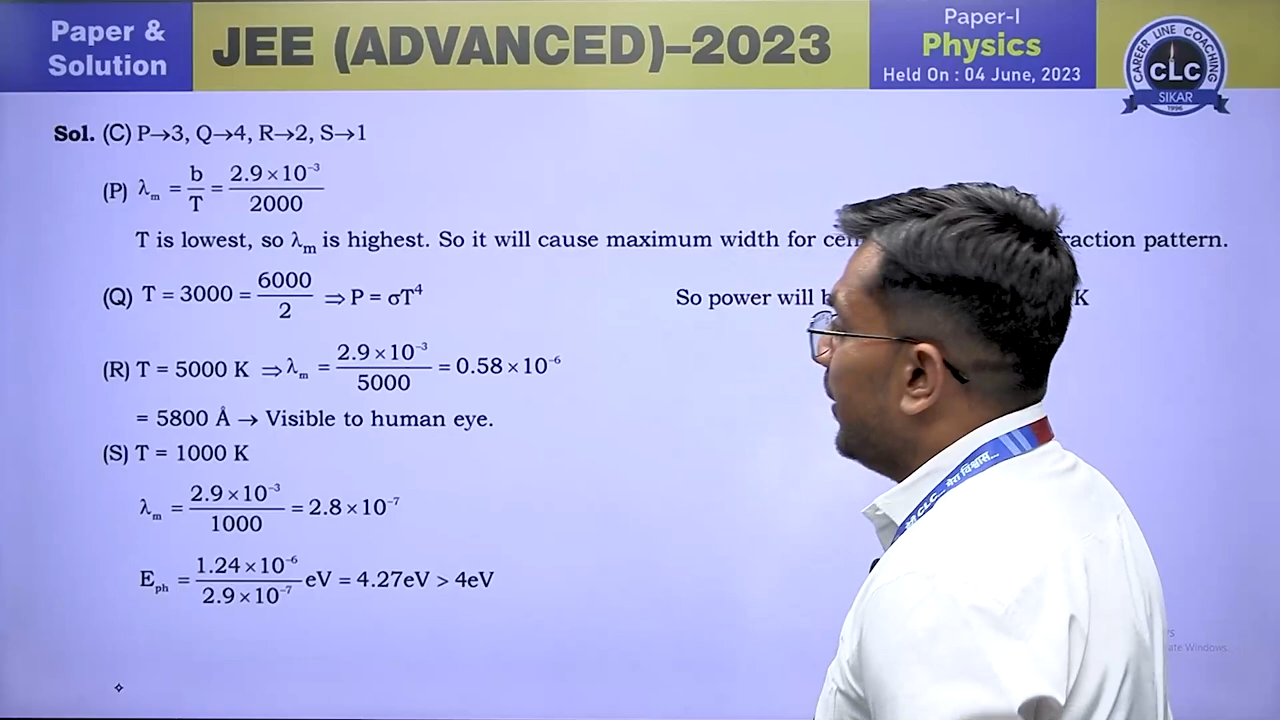 Paper &
Solution
JEE (ADVANCED)–2023
Paper-I
Physics
Held On : 04 June, 2023
CAREER LINE COACHING
CLC
SIKAR
1996
Sol. (C) P→3, Q→4, R→2, S→1
(P) λₘ = b/T = 2.9×10⁻³/2000
T is lowest, so λₘ is highest. So it will cause maximum width for raction pattern.
(Q) T = 3000 = 6000/2 ⇒ P = σT⁴ So power will K
(R) T = 5000 K ⇒ λₘ = 2.9×10⁻³/5000 = 0.58×10⁻⁶
= 5800 Å → Visible to human eye.
(S) T = 1000 K
λₘ = 2.9×10⁻³/1000 = 2.8×10⁻⁷
Eₚₕ = 1.24×10⁻⁶/2.9×10⁻⁷ eV = 4.27eV > 4eV
CLC... मेरा विश्वास...
ate Windows